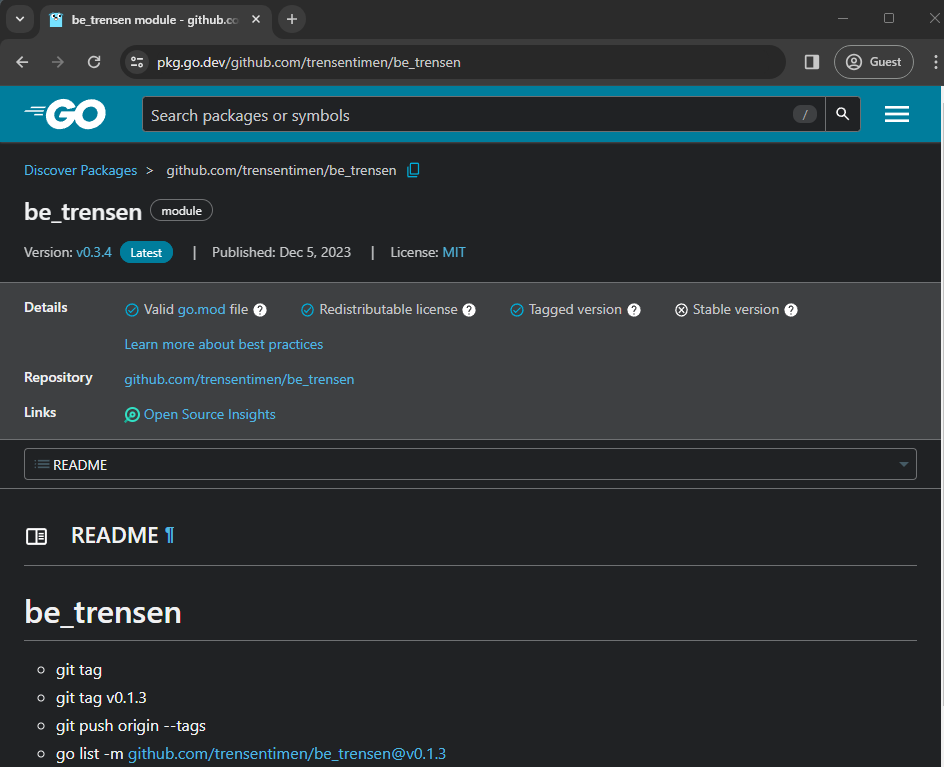 be_trensen module - github.co
pkg.go.dev/github.com/trensentimen/be_trensen
Guest
GO
Search packages or symbols
/
Discover Packages > github.com/trensentimen/be_trensen
be_trensen module
Version: v0.3.4 Latest | Published: Dec 5, 2023 | License: MIT
Details
Valid go.mod file ? Redistributable license ? Tagged version ? Stable version ?
Learn more about best practices
Repository
github.com/trensentimen/be_trensen
Links
Open Source Insights
README
README ¶
be_trensen
git tag
git tag v0.1.3
git push origin --tags
go list -m github.com/trensentimen/be_trensen@v0.1.3